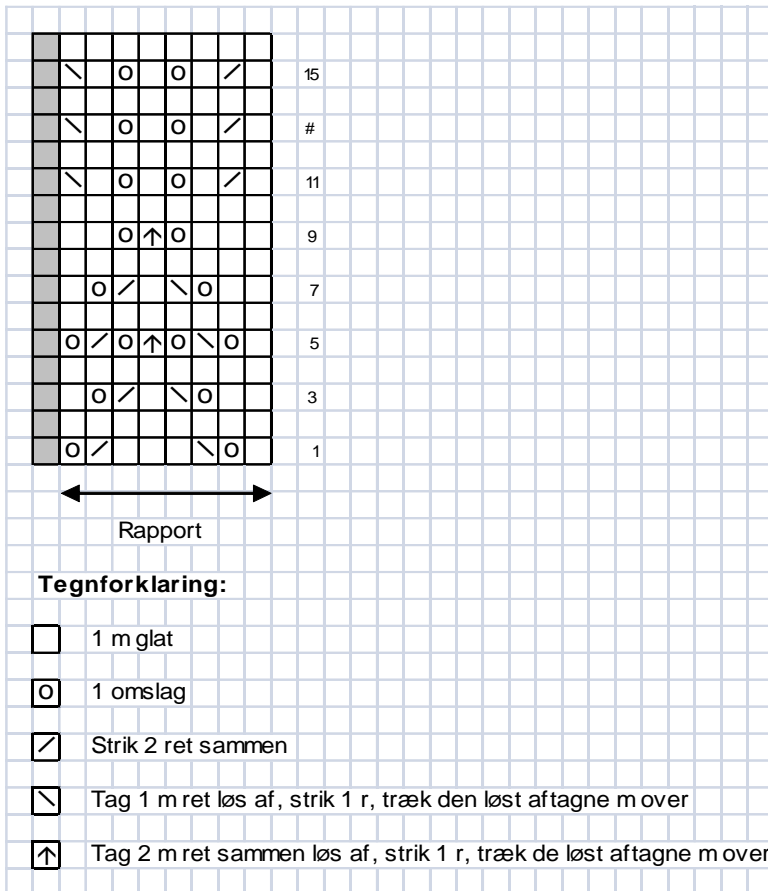 15
#
11
9
7
5
3
1
Rapport
Tegnforklaring:
1 m glat
O 1 omslag
Strik 2 ret sammen
Tag 1 m ret løs af, strik 1 r, træk den løst aftagne m over
Tag 2 m ret sammen løs af, strik 1 r, træk de løst aftagne m over